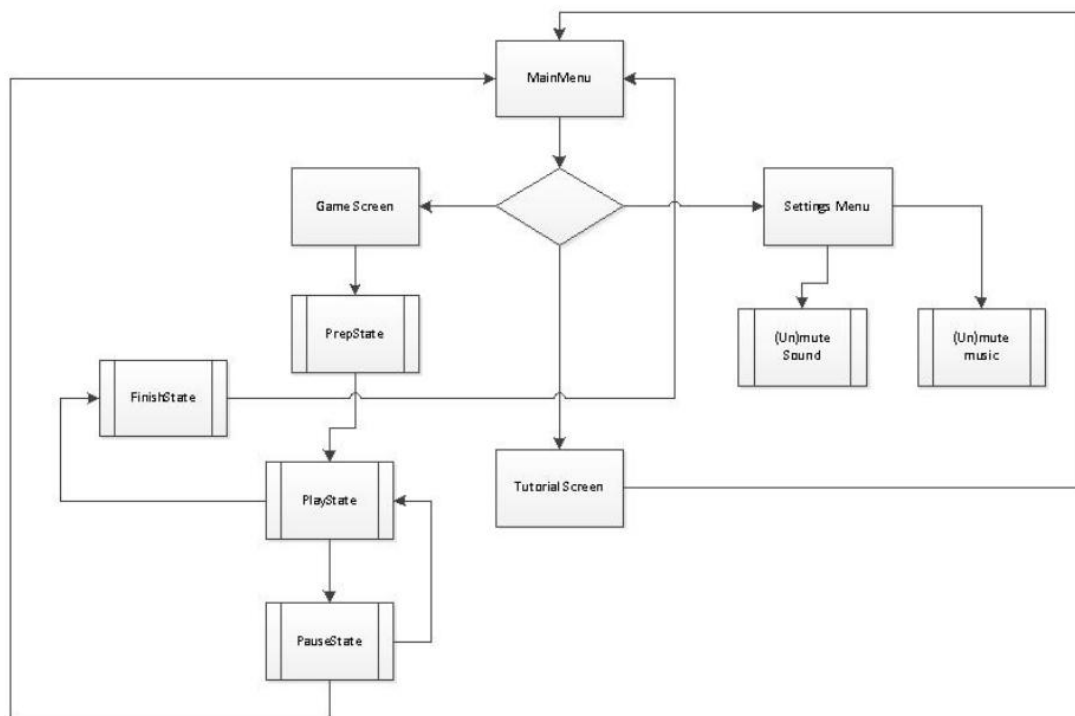 MainMenu
Game Screen
Settings Menu
PrepState
(Un)mute
Sound
(Un)mute
music
FinishState
PlayState
Tutorial Screen
PauseState